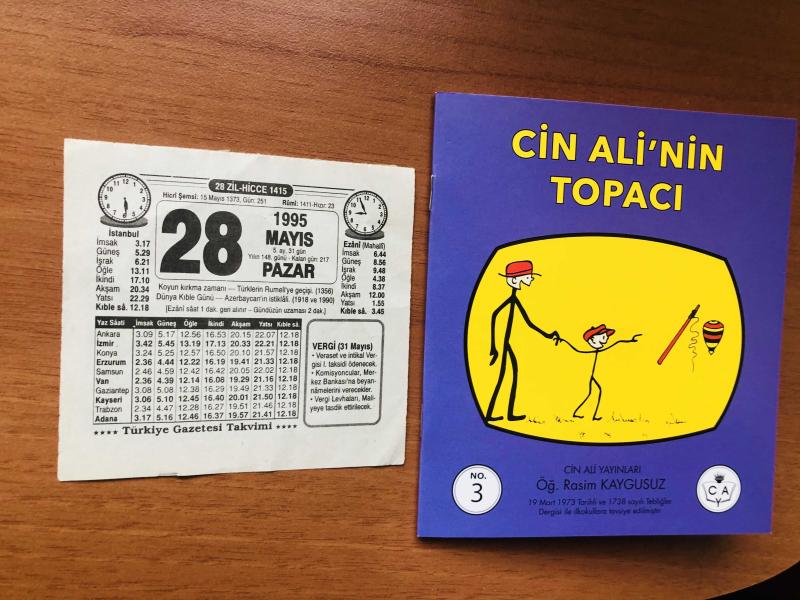 28 ZİL-HİCCE 1415
Hicrî Şemsî: 15 Mayıs 1373, Gün: 251 Rûmî: 1411-Hızır: 23
28
1995
MAYIS
5. ay, 31 gün
Yılın 148. günü - Kalan gün: 217
PAZAR
İstanbul
İmsak 3.17
Güneş 5.29
İşrak 6.21
Öğle 13.11
İkindi 17.10
Akşam 20.34
Yatsı 22.29
Kıble sâ. 12.18
Ezânî (Mahallî)
İmsak 6.44
Güneş 8.56
İşrak 9.48
Öğle 4.38
İkindi 8.37
Akşam 12.00
Yatsı 1.55
Kıble sâ. 3.45
Koyun kırkma zamanı — Türklerin Rumeli'ye geçişi. (1356)
Dünya Kıble Günü — Azerbaycan'ın istiklâli. (1918 ve 1990)
[Ezânî sâat 1 dak. geri alınır – Gündüzün uzaması 2 dak.]
Yaz Sâati İmsak Güneş Öğle İkindi Akşam Yatsı Kıble sâ.
Ankara 3.09 5.17 12.56 16.53 20.15 22.07 12.18
İzmir 3.42 5.45 13.19 17.13 20.33 22.21 12.18
Konya 3.24 5.25 12.57 16.50 20.10 21.57 12.18
Erzurum 2.36 4.44 12.22 16.19 19.41 21.33 12.18
Samsun 2.46 4.59 12.42 16.42 20.05 22.02 12.18
Van 2.36 4.39 12.14 16.08 19.29 21.16 12.18
Gaziantep 3.08 5.08 12.38 16.29 19.49 21.33 12.18
Kayseri 3.06 5.10 12.45 16.40 20.01 21.50 12.18
Trabzon 2.34 4.47 12.28 16.27 19.51 21.46 12.18
Adana 3.17 5.16 12.46 16.37 19.57 21.41 12.18
VERGİ (31 Mayıs)
• Veraset ve intikal Vergisi I. taksidi ödenecek.
• Komisyoncular, Merkez Bankası'na beyannâmelerini verecekler.
• Vergi Levhaları, Maliyeye tasdik ettirilecek.
**** Türkiye Gazetesi Takvimi ****
CİN ALİ'NİN
TOPACI
NO.
3
CİN ALİ YAYINLARI
Öğ. Rasim KAYGUSUZ
19 Mart 1973 Tarihli ve 1738 sayılı Tebliğler
Dergisi ile ilkokullara tavsiye edilmiştir
C A
Y